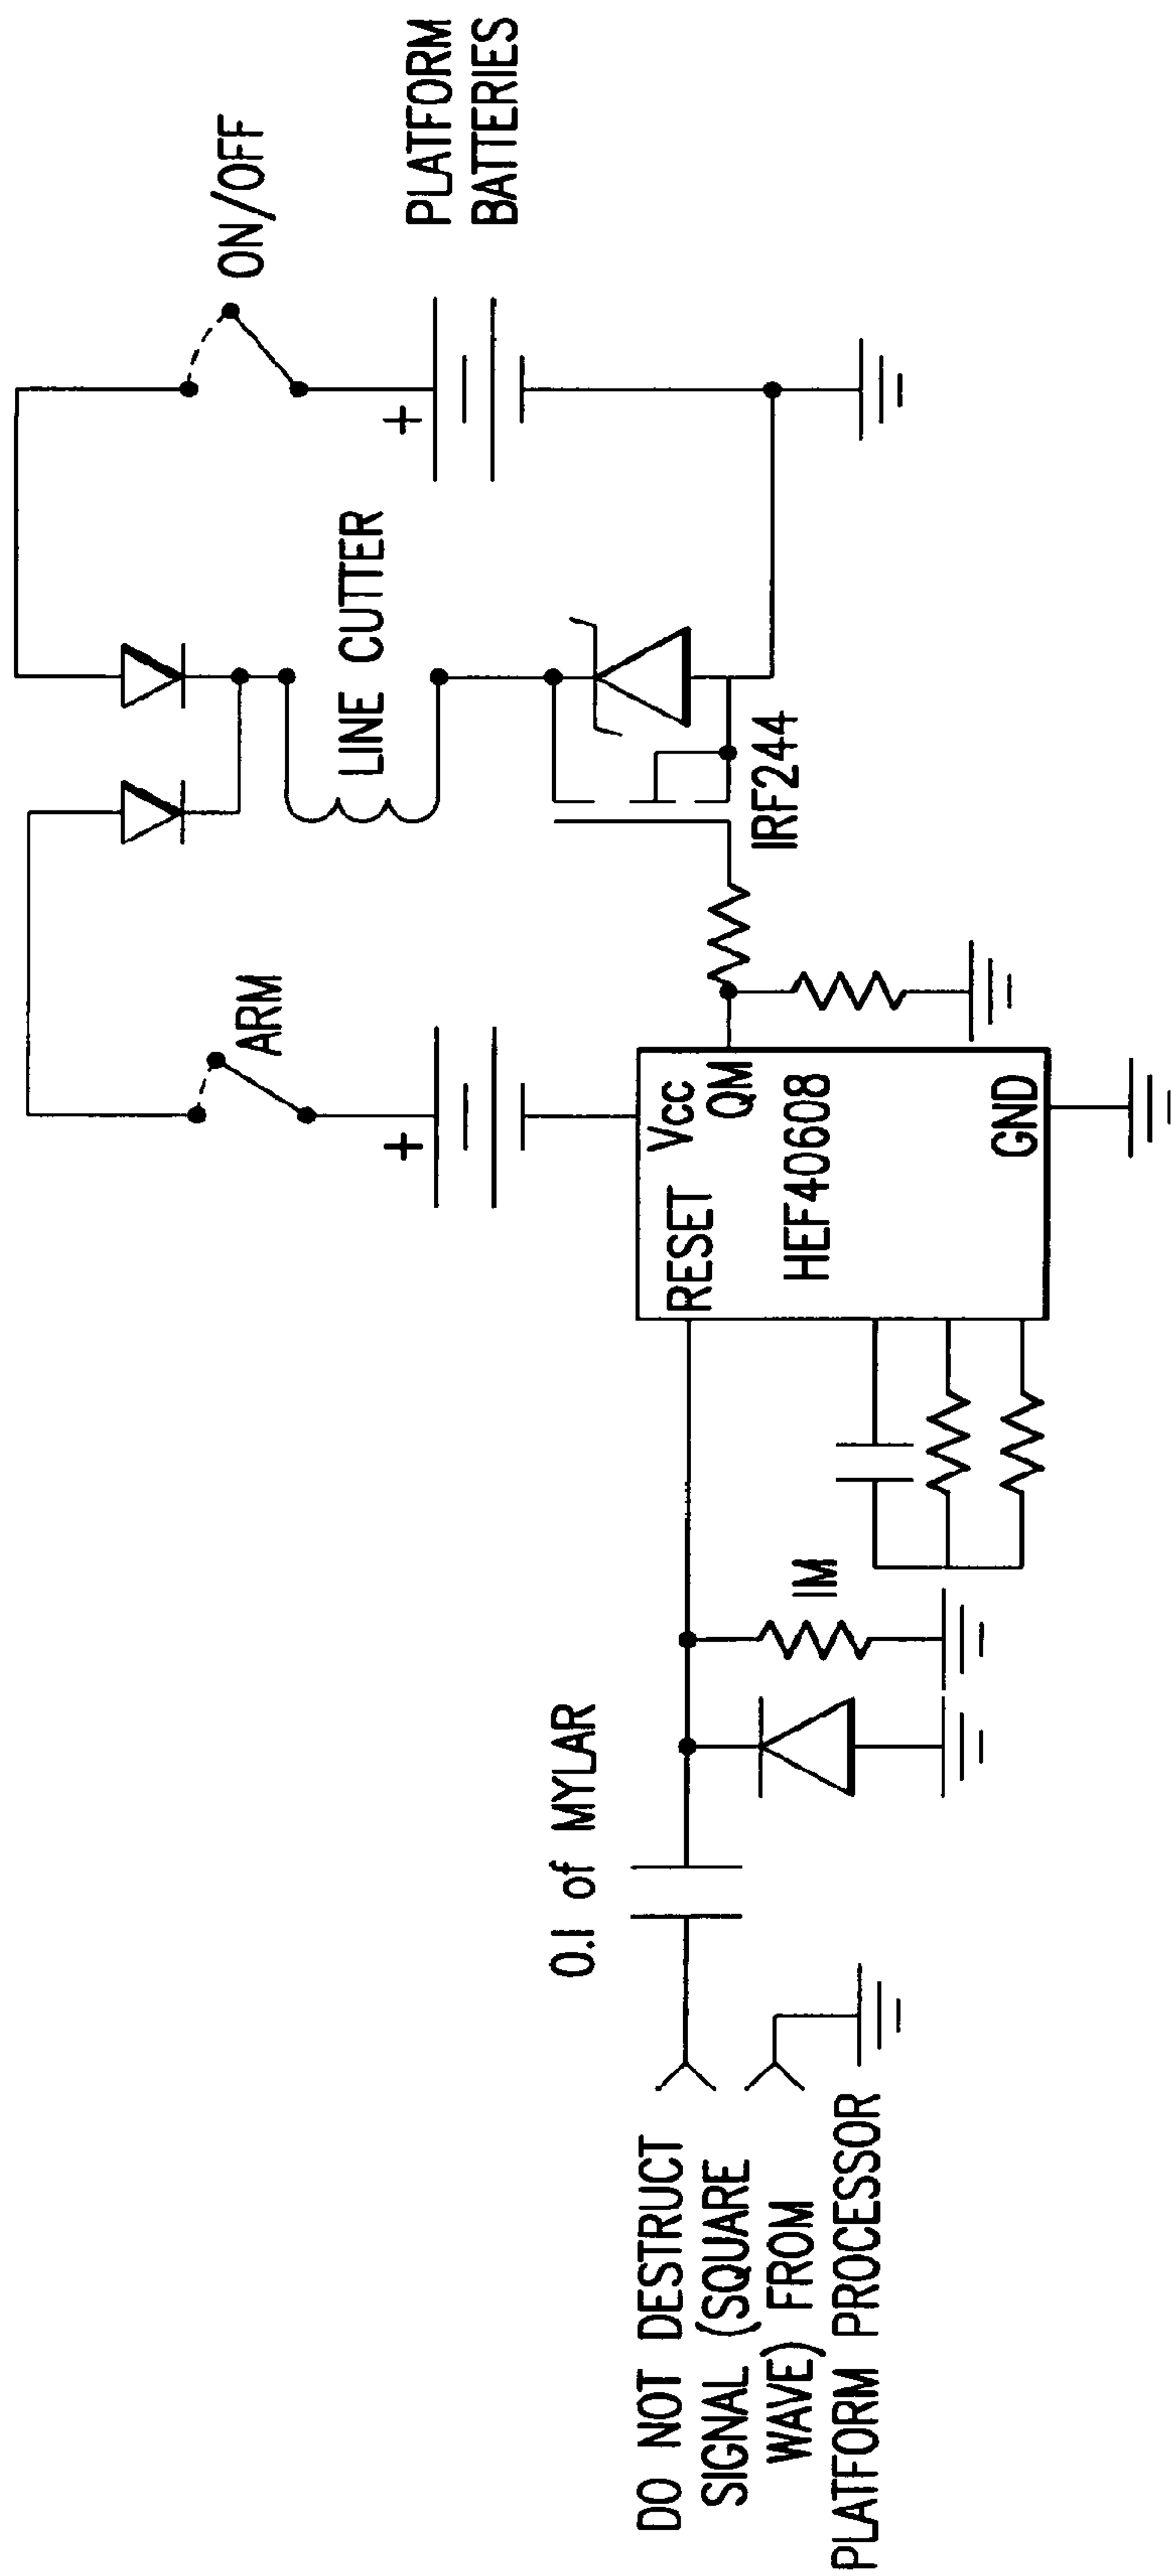 DO NOT DESTRUCT
SIGNAL (SQUARE
WAVE) FROM
PLATFORM PROCESSOR
0.1 of MYLAR
1M
RESET
Vcc
QM
HEF40608
GND
+
ARM
IRF244
LINE CUTTER
+
ON/OFF
PLATFORM
BATTERIES